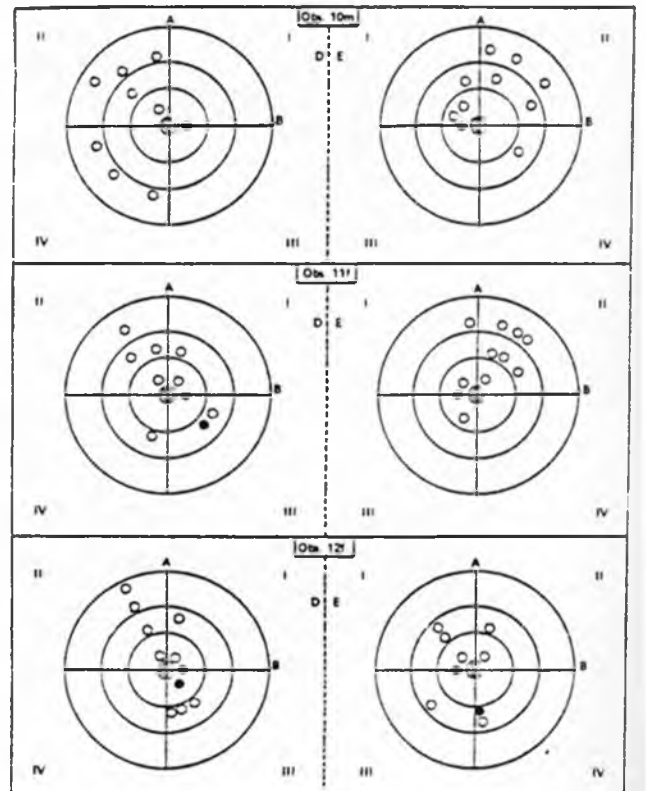 Obs. 10m
A A
II I D E I II
B B
IV III III IV
Obs. 11f
A A
II I D E I II
B B
IV III III IV
Obs. 12f
A A
II I D E I II
B B
IV III III IV